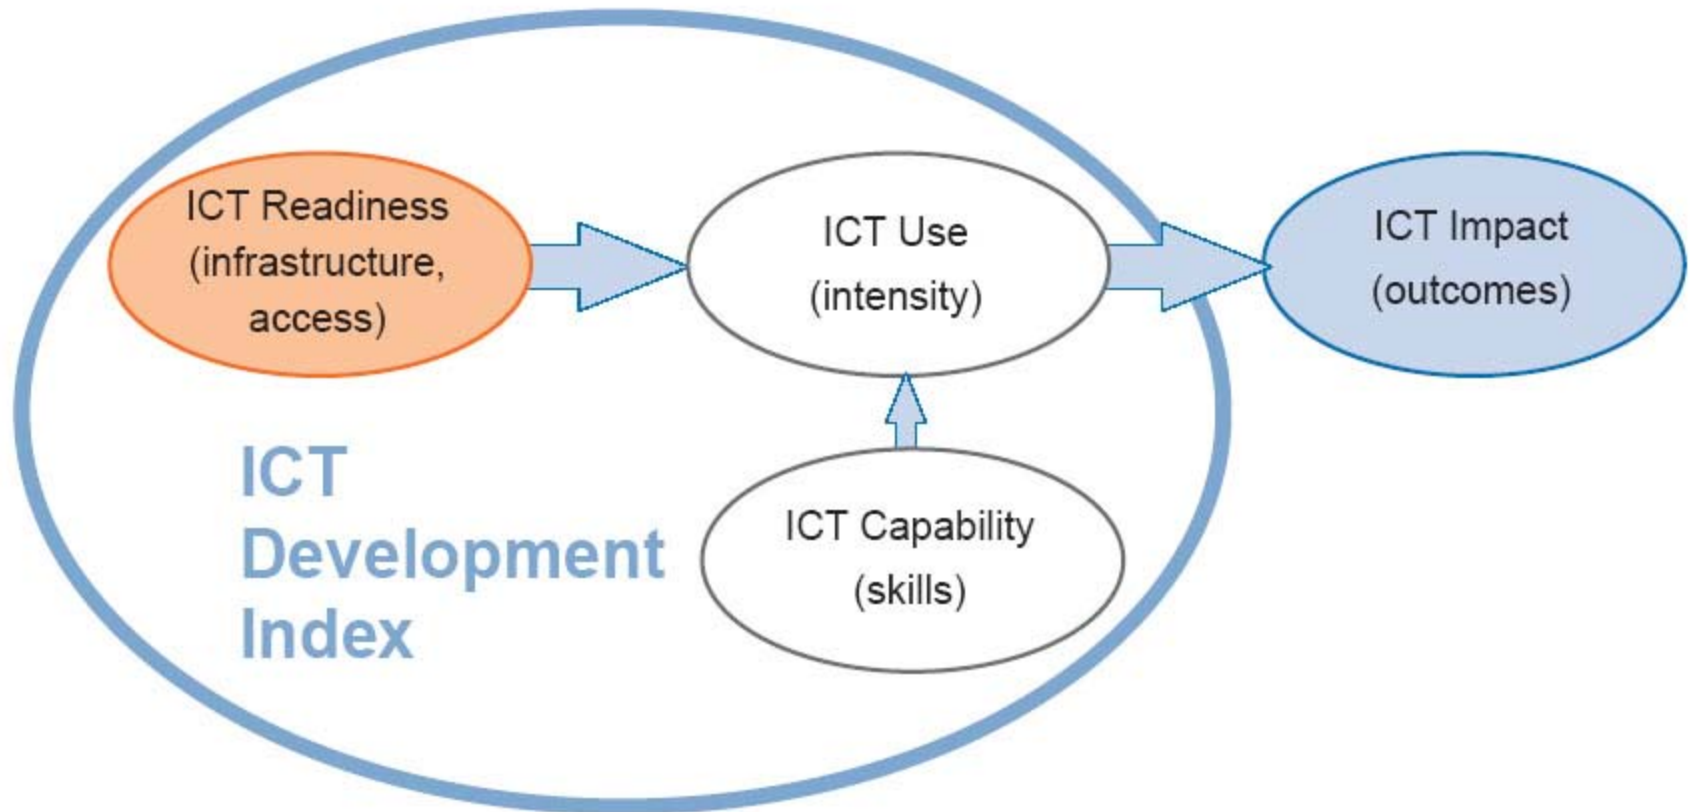 ICT Readiness
(infrastructure,
access)
ICT Use
(intensity)
ICT Impact
(outcomes)
ICT
Development
Index
ICT Capability
(skills)